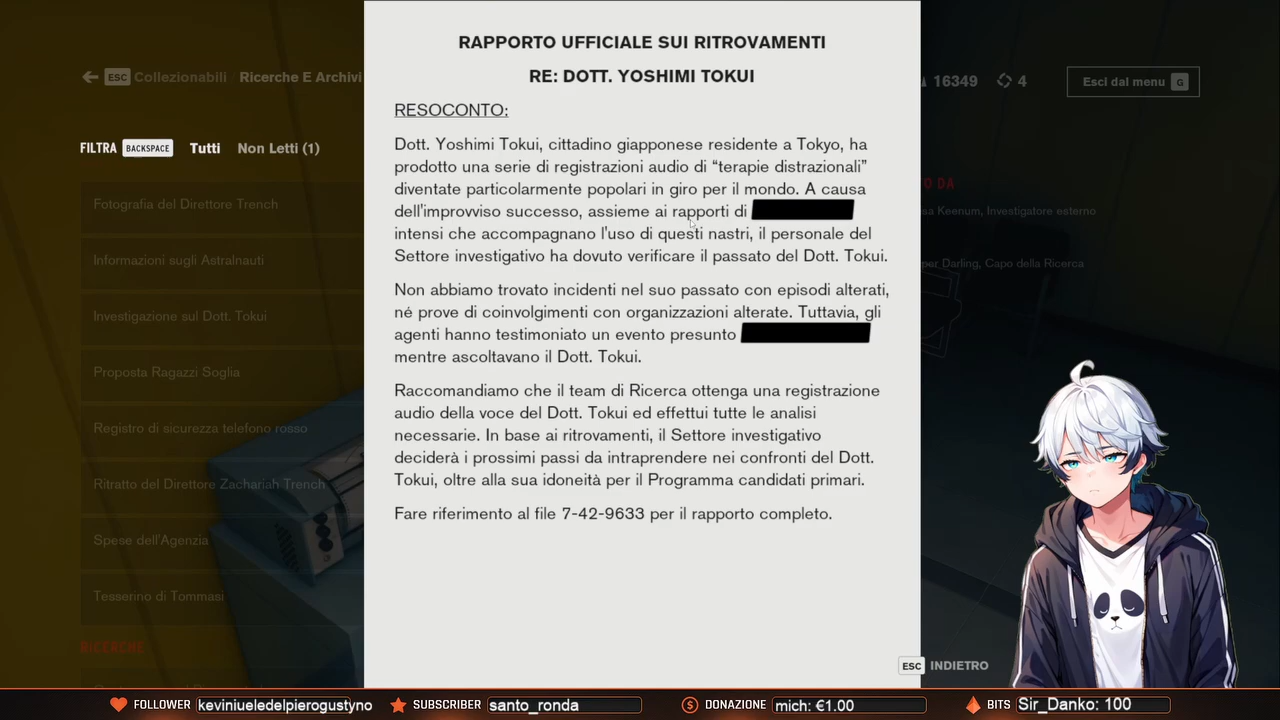 RAPPORTO UFFICIALE SUI RITROVAMENTI
RE: DOTT. YOSHIMI TOKUI
RESOCONTO:
Dott. Yoshimi Tokui, cittadino giapponese residente a Tokyo, ha
prodotto una serie di registrazioni audio di “terapie distrazionali”
diventate particolarmente popolari in giro per il mondo. A causa
dell'improvviso successo, assieme ai rapporti di
intensi che accompagnano l'uso di questi nastri, il personale del
Settore investigativo ha dovuto verificare il passato del Dott. Tokui.
Non abbiamo trovato incidenti nel suo passato con episodi alterati,
né prove di coinvolgimenti con organizzazioni alterate. Tuttavia, gli
agenti hanno testimoniato un evento presunto
mentre ascoltavano il Dott. Tokui.
Raccomandiamo che il team di Ricerca ottenga una registrazione
audio della voce del Dott. Tokui ed effettui tutte le analisi
necessarie. In base ai ritrovamenti, il Settore investigativo
deciderà i prossimi passi da intraprendere nei confronti del Dott.
Tokui, oltre alla sua idoneità per il Programma candidati primari.
Fare riferimento al file 7-42-9633 per il rapporto completo.
ESC INDIETRO
ESC Collezionabili Ricerche E Archivi
16349 4
Esci dal menu G
FILTRA BACKSPACE Tutti Non Letti (1)
Fotografia del Direttore Trench
Informazioni sugli Astralnauti
Investigazione sul Dott. Tokui
Proposta Ragazzi Soglia
Registro di sicurezza telefono rosso
Ritratto del Direttore Zachariah Trench
Spese dell'Agenzia
Tesserino di Tommasi
RICERCHE
O DA
sa Keenum, Investigatore esterno
per Darling, Capo della Ricerca
FOLLOWER keviniueledelpierogustyno
SUBSCRIBER santo_ronda
DONAZIONE mich: €1.00
BITS Sir_Danko: 100